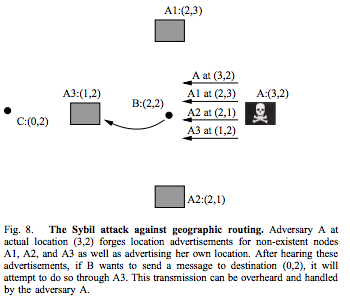 A1:(2,3)
A at (3,2)
A3:(1,2)
A1 at (2,3)
A:(3,2)
B:(2,2)
A2 at (2,1)
C:(0,2)
A3 at (1,2)
A2:(2,1)
Fig. 8. The Sybil attack against geographic routing. Adversary A at
actual location (3,2) forges location advertisements for non-existent nodes
A1, A2, and A3 as well as advertising her own location. After hearing these
advertisements, if B wants to send a message to destination (0,2), it will
attempt to do so through A3. This transmission can be overheard and handled
by the adversary A.